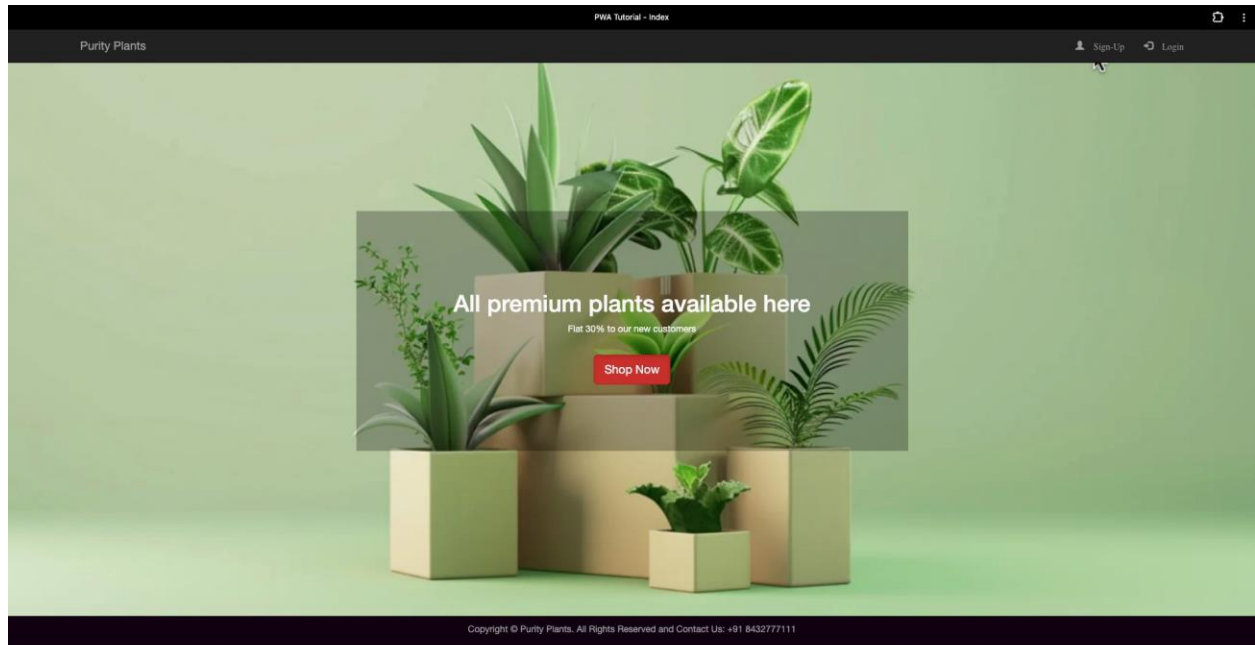 PWA Tutorial - Index
Purity Plants
Sign-Up Login
All premium plants available here
Flat 30% to our new customers
Shop Now
Copyright © Purity Plants. All Rights Reserved and Contact Us: +91 8432777111